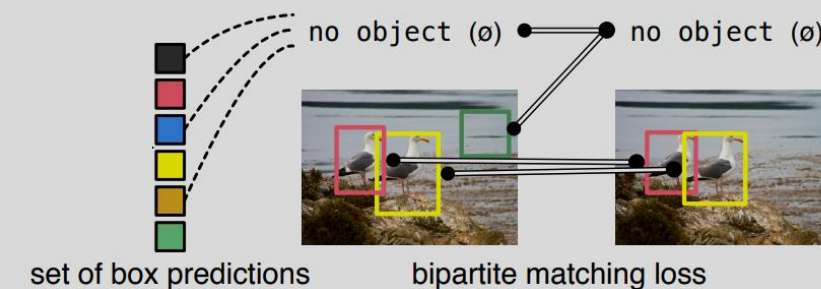 no object (ø)
no object (ø)
set of box predictions
bipartite matching loss